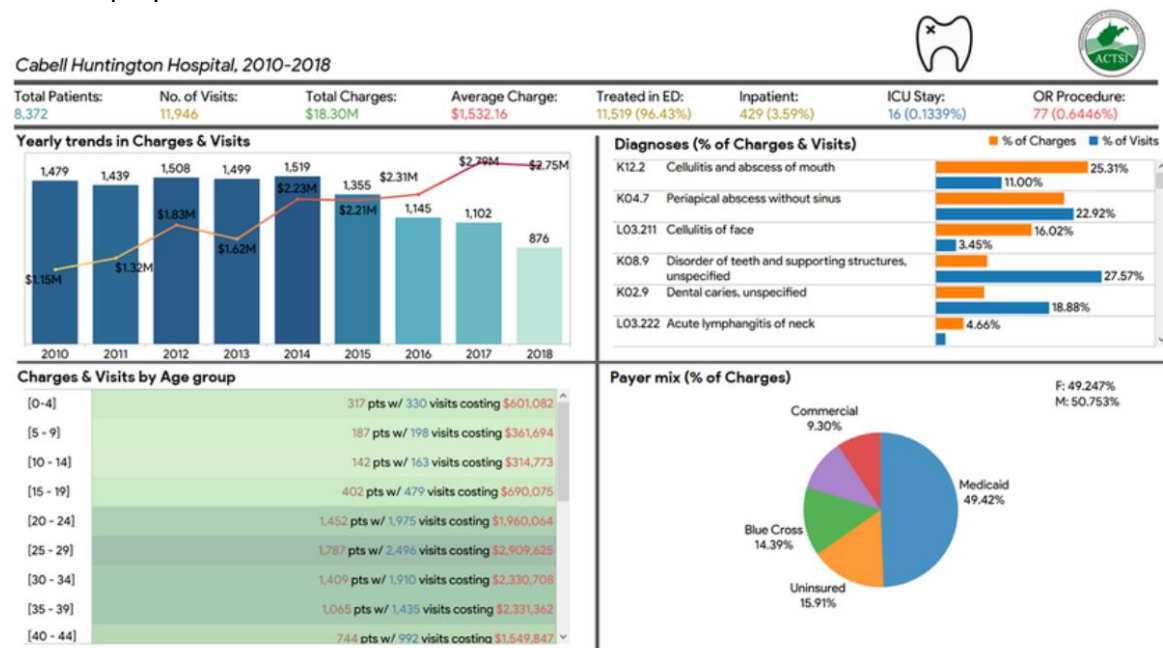 ACTSI
Cabell Huntington Hospital, 2010-2018
Total Patients: No. of Visits: Total Charges: Average Charge: Treated in ED: Inpatient: ICU Stay: OR Procedure:
8,372 11,946 $18.30M $1,532.16 11,519 (96.43%) 429 (3.59%) 16 (0.1339%) 77 (0.6446%)
Yearly trends in Charges & Visits
1,479 1,439 1,508 1,499 1,519 1,355 1,145 1,102 876
$1.15M $1.32M $1.83M $1.62M $2.23M $2.21M $2.31M $2.79M $2.75M
2010 2011 2012 2013 2014 2015 2016 2017 2018
Diagnoses (% of Charges & Visits) % of Charges % of Visits
K12.2 Cellulitis and abscess of mouth 25.31%
11.00%
K04.7 Periapical abscess without sinus
22.92%
L03.211 Cellulitis of face 16.02%
3.45%
K08.9 Disorder of teeth and supporting structures,
unspecified 27.57%
K02.9 Dental caries, unspecified
18.88%
L03.222 Acute lymphangitis of neck 4.66%
Charges & Visits by Age group
[0-4] 317 pts w/ 330 visits costing $601,082
[5 - 9] 187 pts w/ 198 visits costing $361,694
[10 - 14] 142 pts w/ 163 visits costing $314,773
[15 - 19] 402 pts w/ 479 visits costing $690,075
[20 - 24] 1,452 pts w/ 1,975 visits costing $1,960,064
[25 - 29] 1,787 pts w/ 2,496 visits costing $2,909,625
[30 - 34] 1,409 pts w/ 1,910 visits costing $2,330,708
[35 - 39] 1,065 pts w/ 1,435 visits costing $2,331,362
[40 - 44] 744 pts w/ 992 visits costing $1,549,847
Payer mix (% of Charges)
F: 49.247%
M: 50.753%
Commercial
9.30%
Medicaid
49.42%
Blue Cross
14.39%
Uninsured
15.91%